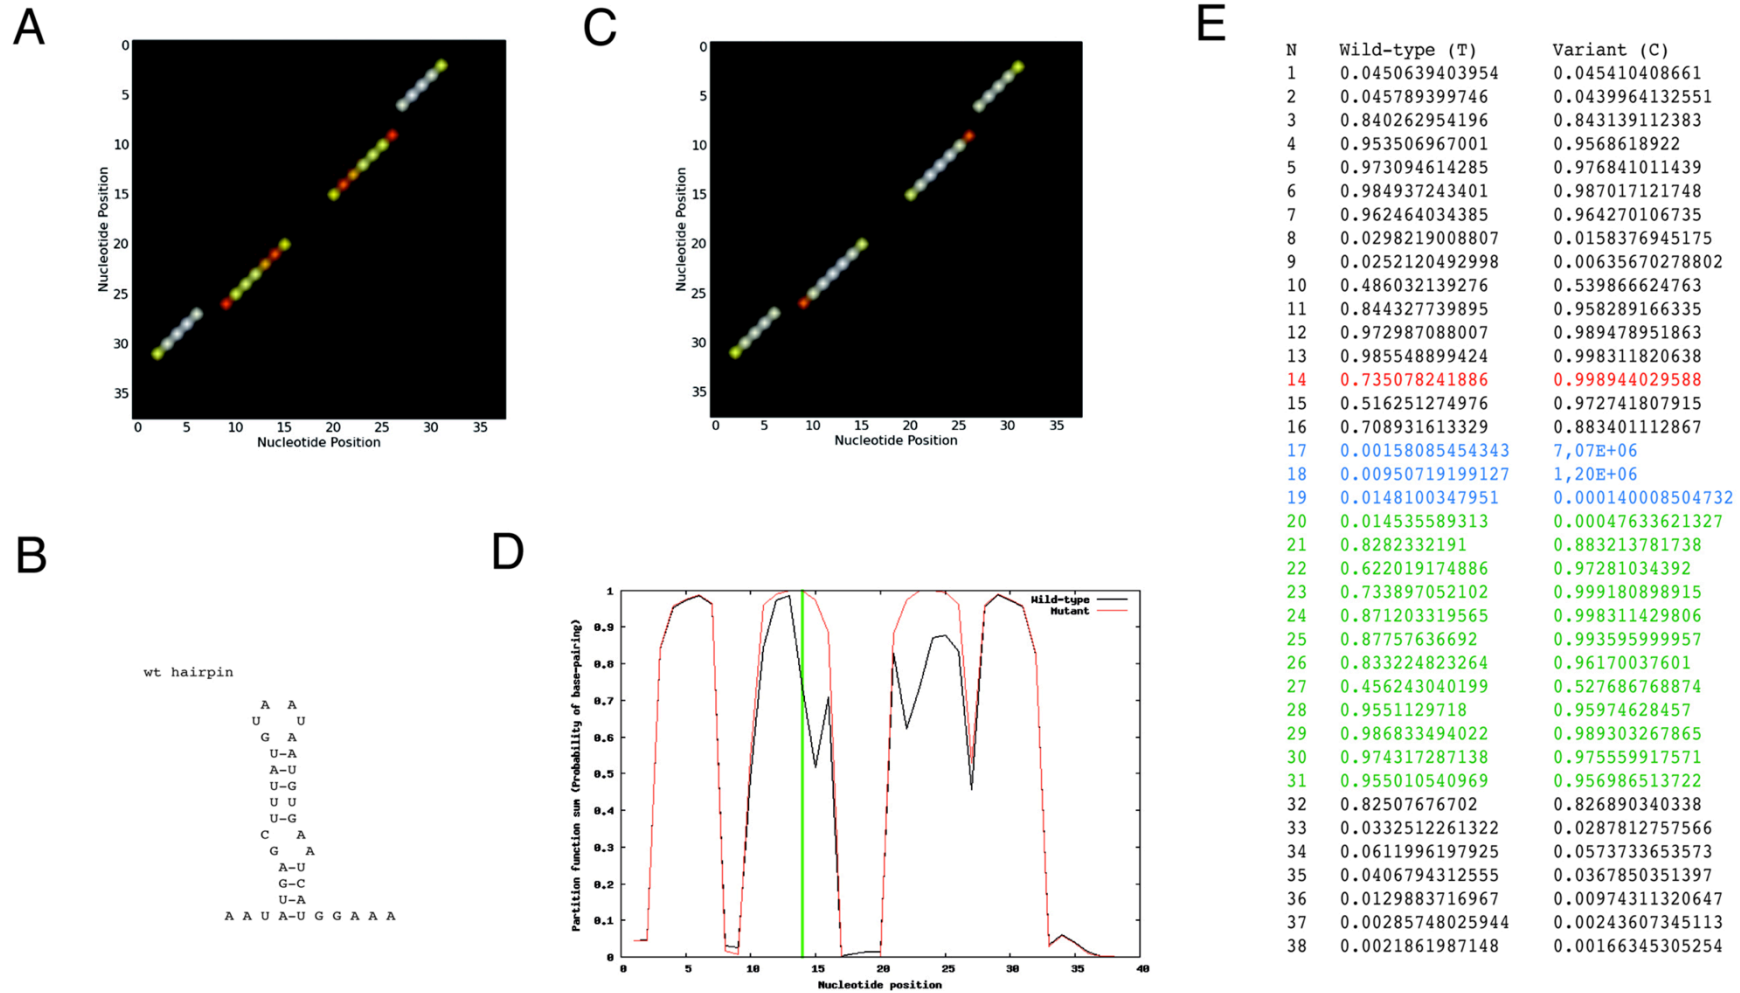 A
0
5
10
15
20
25
30
35
Nucleotide Position
0 5 10 15 20 25 30 35
Nucleotide Position
C
0
5
10
15
20
25
30
35
Nucleotide Position
0 5 10 15 20 25 30 35
Nucleotide Position
B
wt hairpin
A A
U U
G A
U-A
A-U
U-G
U U
U-G
C A
G A
A-U
G-C
U-A
A A U A-U G G A A A
D
Wild-type
Mutant
1
0.9
0.8
0.7
0.6
0.5
0.4
0.3
0.2
0.1
0
Partition function sum (Probability of base-pairing)
0 5 10 15 20 25 30 35 40
Nucleotide position
E
N Wild-type (T) Variant (C)
1 0.0450639403954 0.045410408661
2 0.045789399746 0.0439964132551
3 0.840262954196 0.843139112383
4 0.953506967001 0.9568618922
5 0.973094614285 0.976841011439
6 0.984937243401 0.987017121748
7 0.962464034385 0.964270106735
8 0.0298219008807 0.0158376945175
9 0.0252120492998 0.00635670278802
10 0.486032139276 0.539866624763
11 0.844327739895 0.958289166335
12 0.972987088007 0.989478951863
13 0.985548899424 0.998311820638
14 0.735078241886 0.998944029588
15 0.516251274976 0.972741807915
16 0.708931613329 0.883401112867
17 0.00158085454343 7,07E+06
18 0.00950719199127 1,20E+06
19 0.0148100347951 0.000140008504732
20 0.014535589313 0.00047633621327
21 0.8282332191 0.883213781738
22 0.622019174886 0.97281034392
23 0.733897052102 0.999180898915
24 0.871203319565 0.998311429806
25 0.87757636692 0.993595999957
26 0.833224823264 0.96170037601
27 0.456243040199 0.527686768874
28 0.9551129718 0.95974628457
29 0.986833494022 0.989303267865
30 0.974317287138 0.975559917571
31 0.955010540969 0.956986513722
32 0.82507676702 0.826890340338
33 0.0332512261322 0.0287812757566
34 0.0611996197925 0.0573733653573
35 0.0406794312555 0.0367850351397
36 0.0129883716967 0.00974311320647
37 0.00285748025944 0.00243607345113
38 0.0021861987148 0.00166345305254